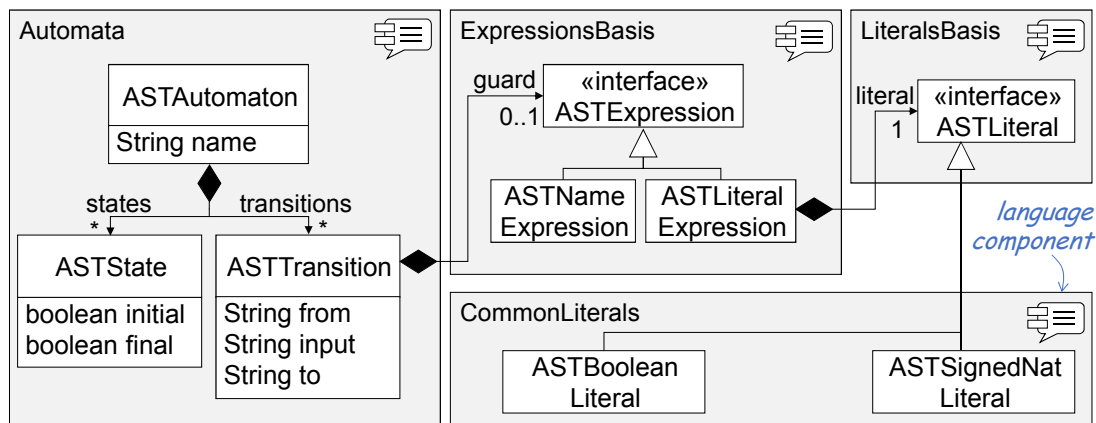 Automata
ASTAutomaton
String name
states
transitions
*
*
ASTState
boolean initial
boolean final
ASTTransition
String from
String input
String to
ExpressionsBasis
guard
0..1
«interface»
ASTExpression
ASTName
Expression
ASTLiteral
Expression
LiteralsBasis
literal
1
«interface»
ASTLiteral
language
component
CommonLiterals
ASTBoolean
Literal
ASTSignedNat
Literal